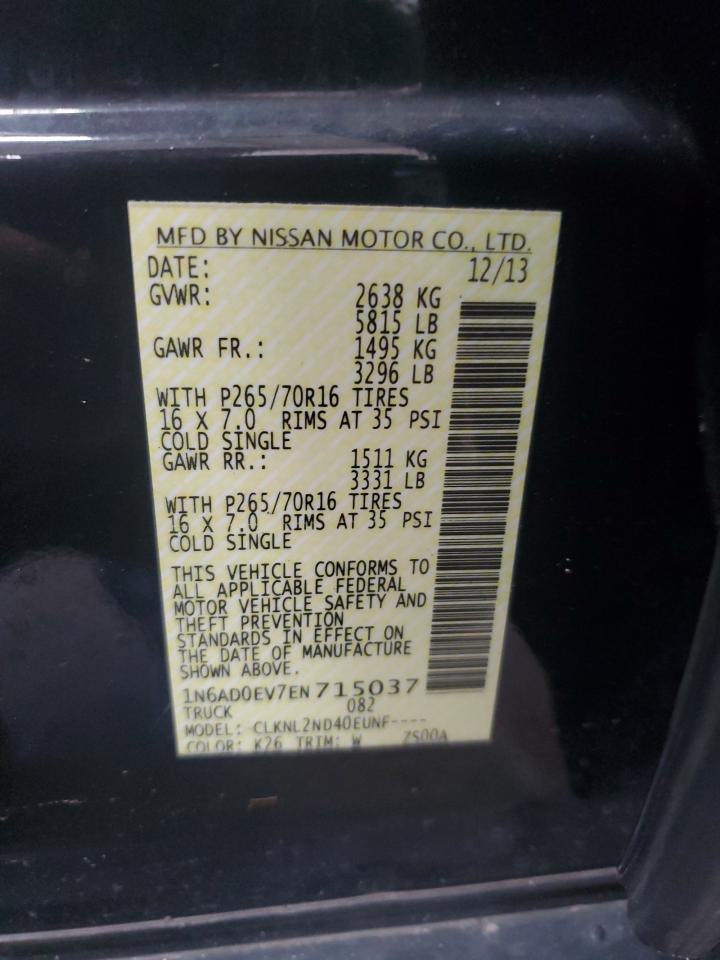 MFD BY NISSAN MOTOR CO., LTD.
DATE: 12/13
GVWR: 2638 KG
5815 LB
GAWR FR.: 1495 KG
3296 LB
WITH P265/70R16 TIRES
16 X 7.0 RIMS AT 35 PSI
COLD SINGLE
GAWR RR.: 1511 KG
3331 LB
WITH P265/70R16 TIRES
16 X 7.0 RIMS AT 35 PSI
COLD SINGLE
THIS VEHICLE CONFORMS TO
ALL APPLICABLE FEDERAL
MOTOR VEHICLE SAFETY AND
THEFT PREVENTION
STANDARDS IN EFFECT ON
THE DATE OF MANUFACTURE
SHOWN ABOVE.
1N6AD0EV7EN715037
TRUCK 082
MODEL: CLKNL2ND40EUNF----
COLOR: K26 TRIM: W ZS00A